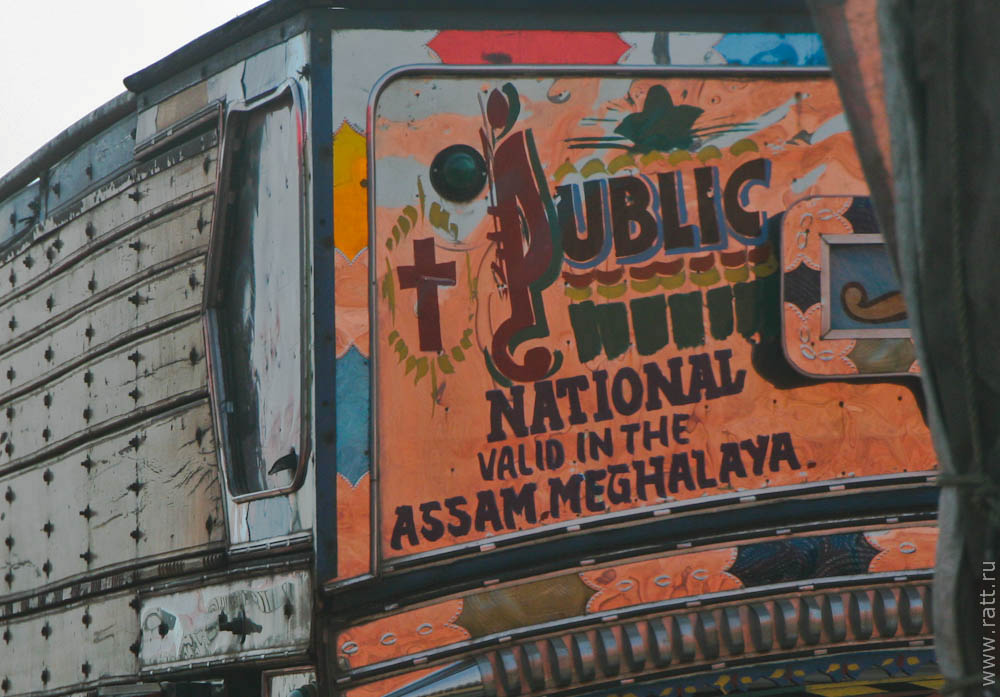 PUBLIC
NATIONAL
VALID IN THE
ASSAM. MEGHALAYA.
www.ratt.ru